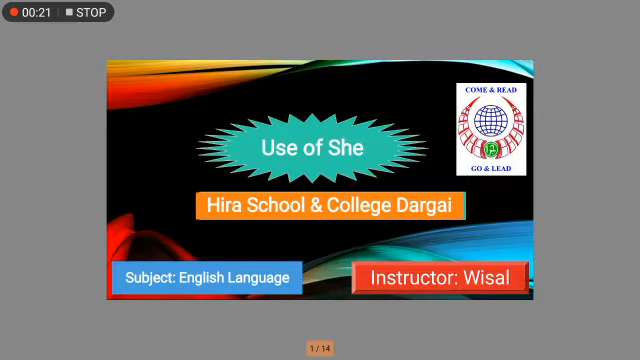 00:21 STOP
COME & READ
Use of She
GO & LEAD
Hira School & College Dargai
Subject: English Language
Instructor: Wisal
1 / 14